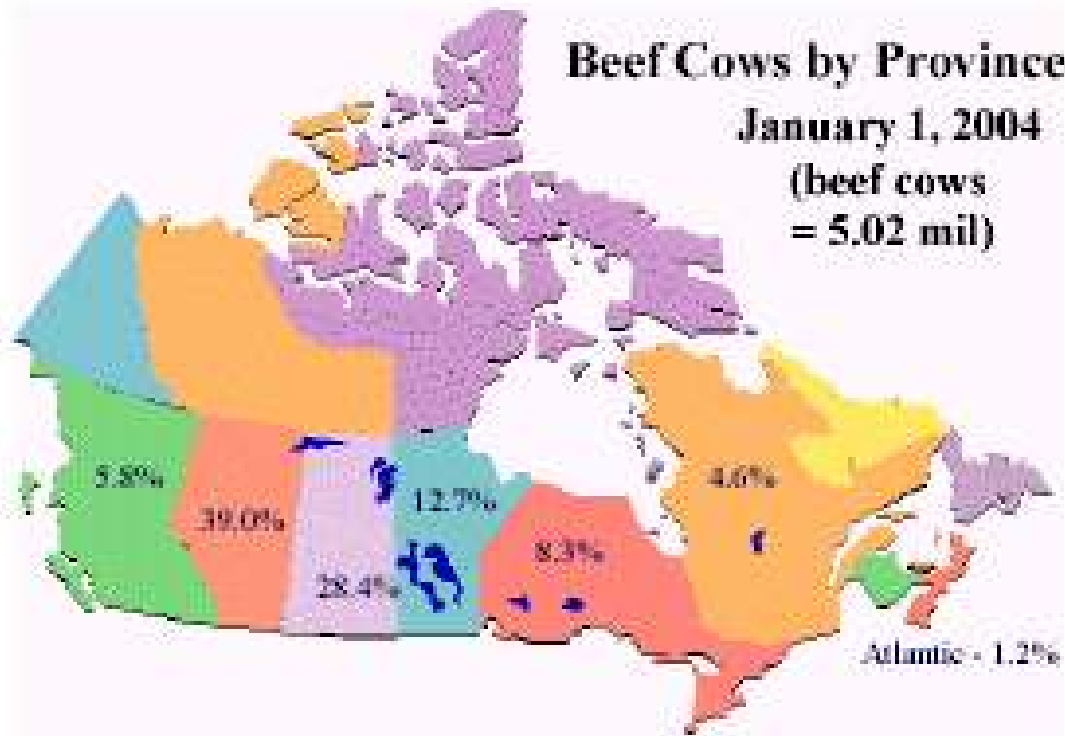 Beef Cows by Province
January 1, 2004
(beef cows
= 5.02 mil)
5.8%
39.0%
28.4%
12.7%
8.3%
4.6%
Atlantic - 1.2%